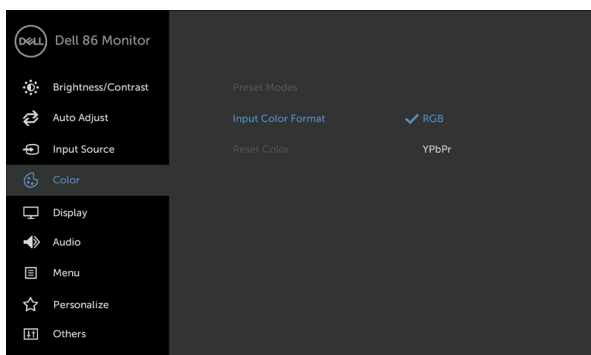 DELL Dell 86 Monitor
Brightness/Contrast
Preset Modes
Auto Adjust
Input Color Format
RGB
Input Source
Reset Color
YPbPr
Color
Display
Audio
Menu
Personalize
Others